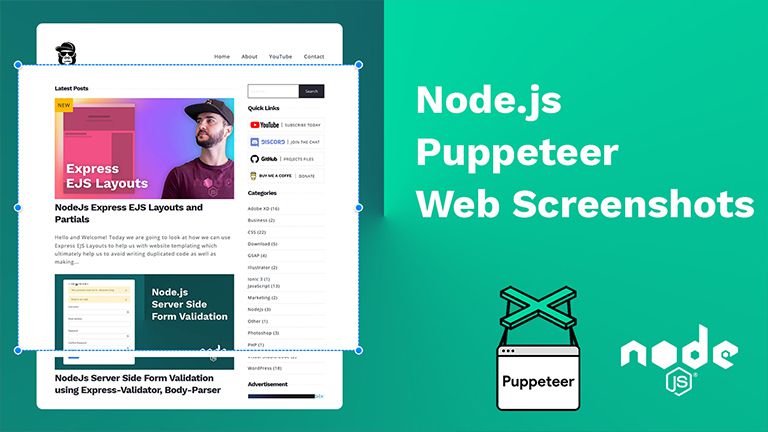 Home About YouTube Contact
Latest Posts
Search
NEW
Express
EJS Layouts
JS
NodeJs Express EJS Layouts and
Partials
Hello and Welcome! Today we are going to look at how we can use
Express EJS Layouts to help us with website templating which
ultimately help us to avoid writing duplicated code as well as
making...
Node.js
Server Side
Form Validation
NodeJs Server Side Form Validation
using Express-Validator, Body-Parser
Quick Links
YouTube | SUBSCRIBE TODAY
DISCORD | JOIN THE CHAT
GitHub | PROJECTS FILES
BUY ME A COFFE | DONATE
Categories
Adobe XD (16)
Business (2)
CSS (22)
Download (5)
GSAP (4)
Illustrator (2)
Ionic 3 (1)
JavaScript (13)
Marketing (2)
NodeJs (3)
Other (1)
Photoshop (3)
PHP (1)
WordPress (18)
Advertisement
Node.js
Puppeteer
Web Screenshots
Puppeteer
node
JS